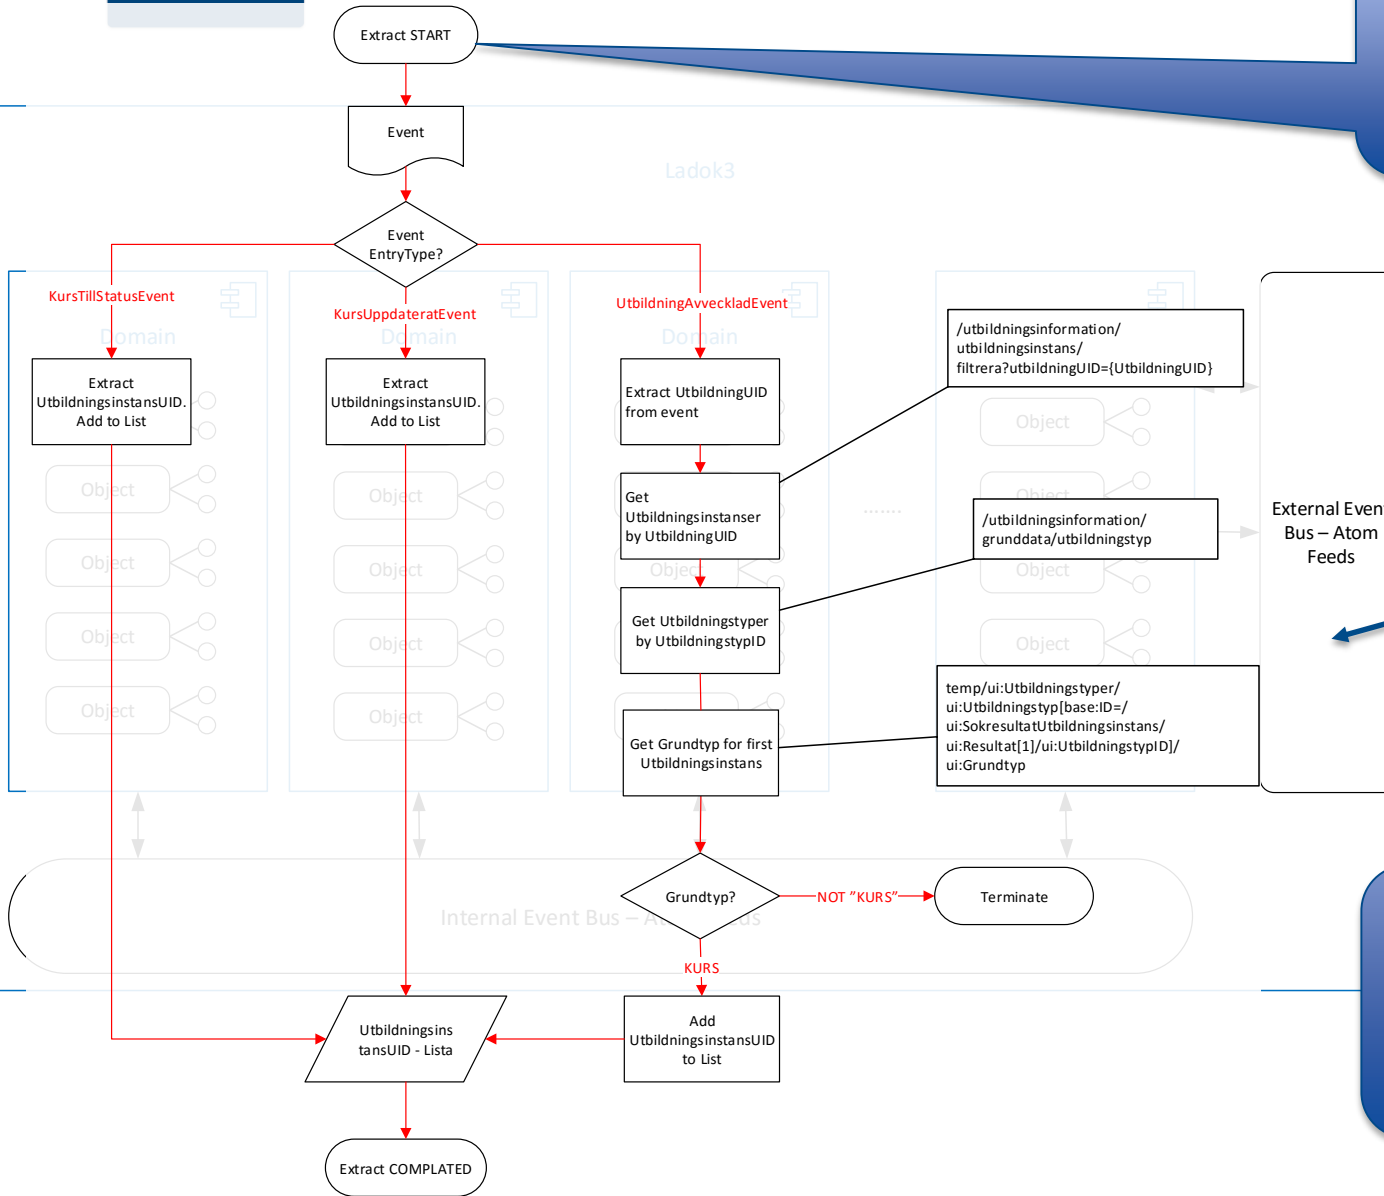 Extract START
Event
Ladok3
Event
EntryType?
KursTillStatusEvent
KursUppdateratEvent
UtbildningAvveckladEvent
Domain
Domain
Domain
/utbildningsinformation/
utbildningsinstans/
filtrera?utbildningUID={UtbildningUID}
Extract
UtbildningsinstansUID.
Add to List
Extract
UtbildningsinstansUID.
Add to List
Extract UtbildningUID
from event
Object
Object
Object
Get
Utbildningsinstanser
by UtbildningUID
.......
Object
/utbildningsinformation/
grunddata/utbildningstyp
External Event
Bus – Atom
Feeds
Object
Object
Object
Object
Get Utbildningstyper
by UtbildningstypID
Object
Object
Object
temp/ui:Utbildningstyper/
ui:Utbildningstyp[base:ID=/
ui:SokresultatUtbildningsinstans/
ui:Resultat[1]/ui:UtbildningstypID]/
ui:Grundtyp
Object
Object
Get Grundtyp for first
Utbildningsinstans
Grundtyp?
NOT ”KURS”
Terminate
Internal Event Bus – Atom Feeds
KURS
Utbildningsins
tansUID - Lista
Add
UtbildningsinstansUID
to List
Extract COMPLATED